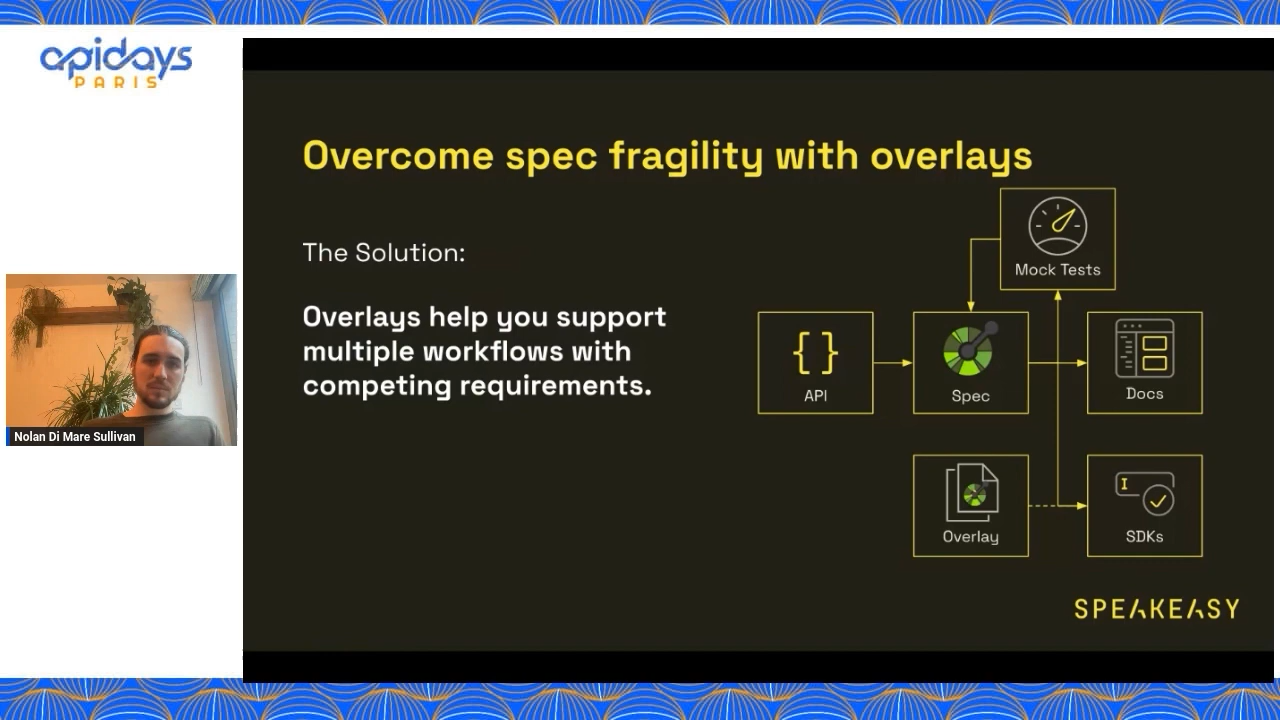 apidays
PARIS
Overcome spec fragility with overlays
The Solution:
Overlays help you support
multiple workflows with
competing requirements.
Mock Tests
{ }
API
Spec
Docs
Overlay
I
SDKs
Nolan Di Mare Sullivan
SPEAKEASY